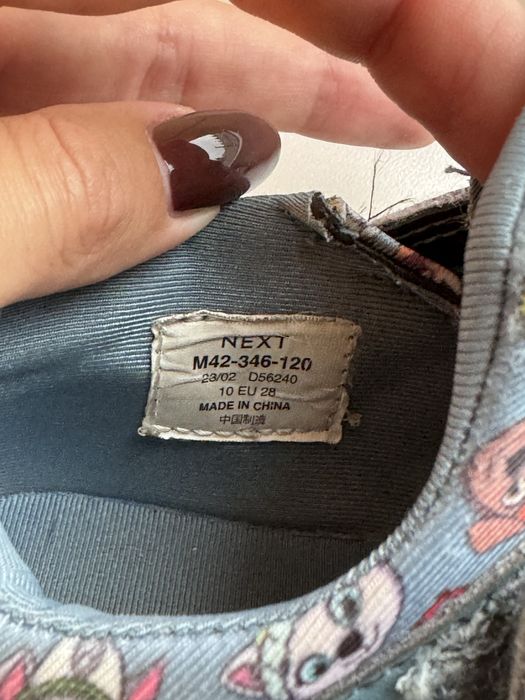 NEXT
M42-346-120
23/02 D56240
10 EU 28
MADE IN CHINA
中国制造